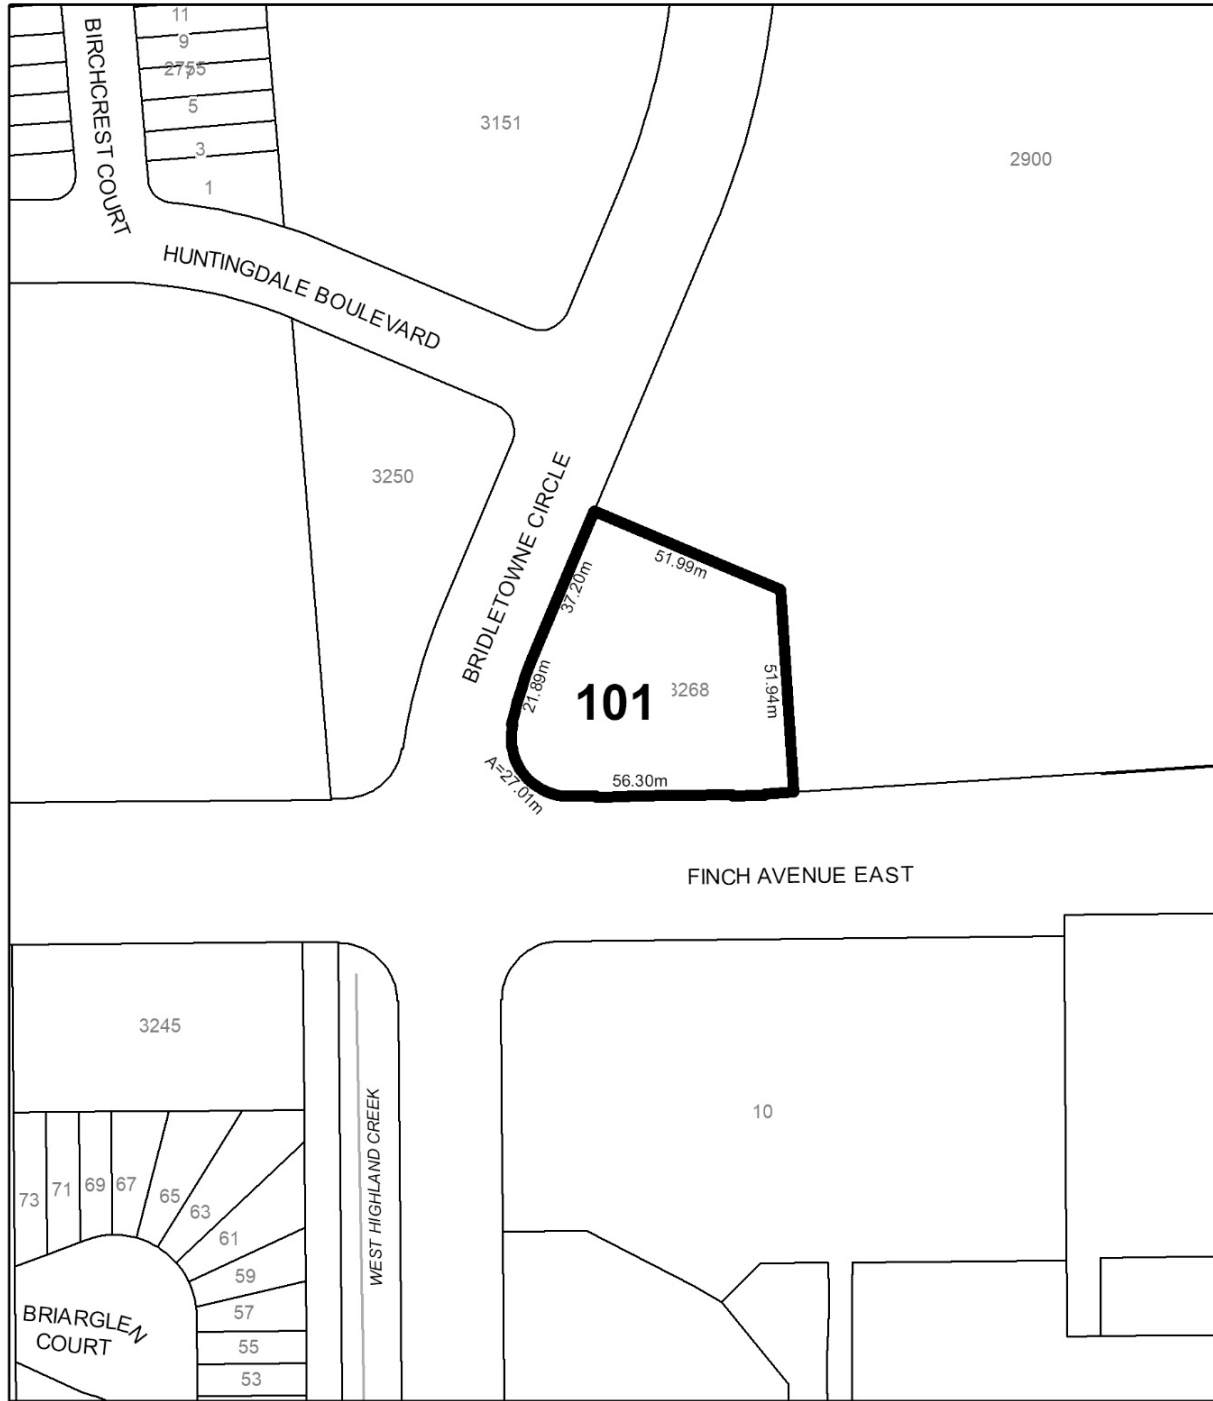 11
9
2755
7
5
3
1
BIRCHCREST COURT
3151
2900
HUNTINGDALE BOULEVARD
3250
BRIDLETOWNE CIRCLE
51.99m
37.20m
21.89m
101
3268
51.94m
A=27.01m
56.30m
FINCH AVENUE EAST
3245
10
WEST HIGHLAND CREEK
73
71
69
67
65
63
61
59
57
55
53
BRIARGLEN
COURT